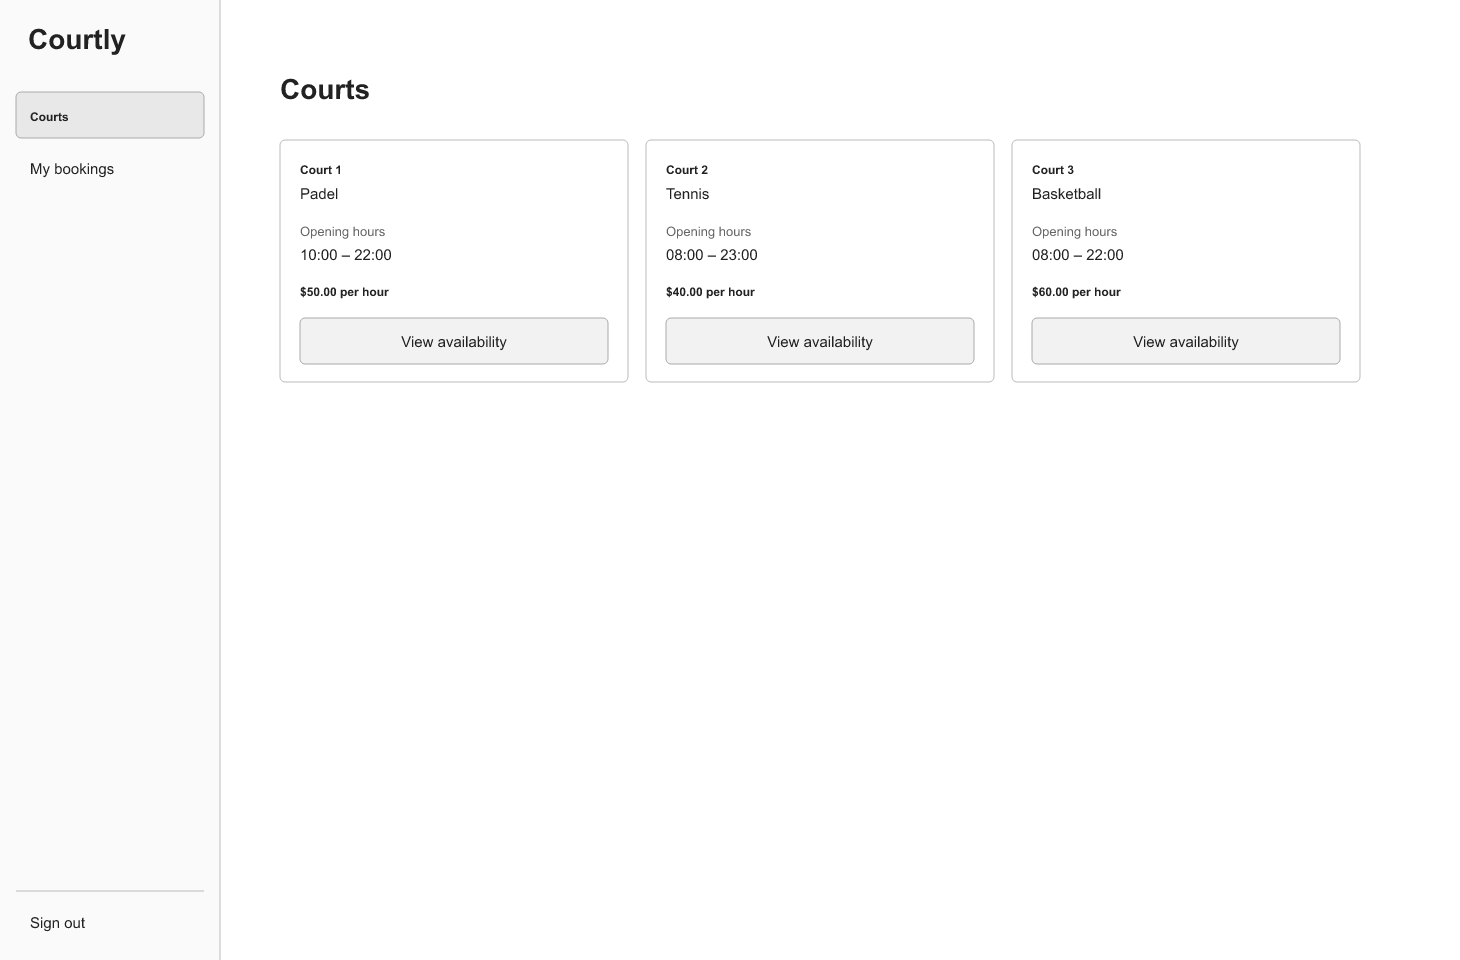 Courtly
Courts
My bookings
Sign out
Courts
Court 1
Padel
Opening hours
10:00 – 22:00
$50.00 per hour
View availability
Court 2
Tennis
Opening hours
08:00 – 23:00
$40.00 per hour
View availability
Court 3
Basketball
Opening hours
08:00 – 22:00
$60.00 per hour
View availability